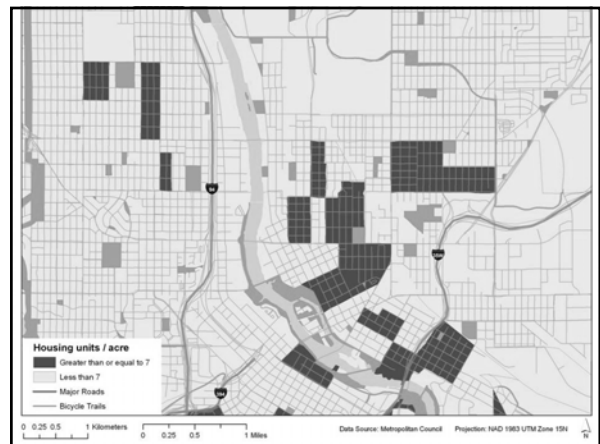 94
Housing units / acre
Greater than or equal to 7
Less than 7
Major Roads
Bicycle Trails
394
0 0.25 0.5 1 Kilometers
0 0.25 0.5 1 Miles
Data Source: Metropolitan Council
Projection: NAD 1983 UTM Zone 15N
N